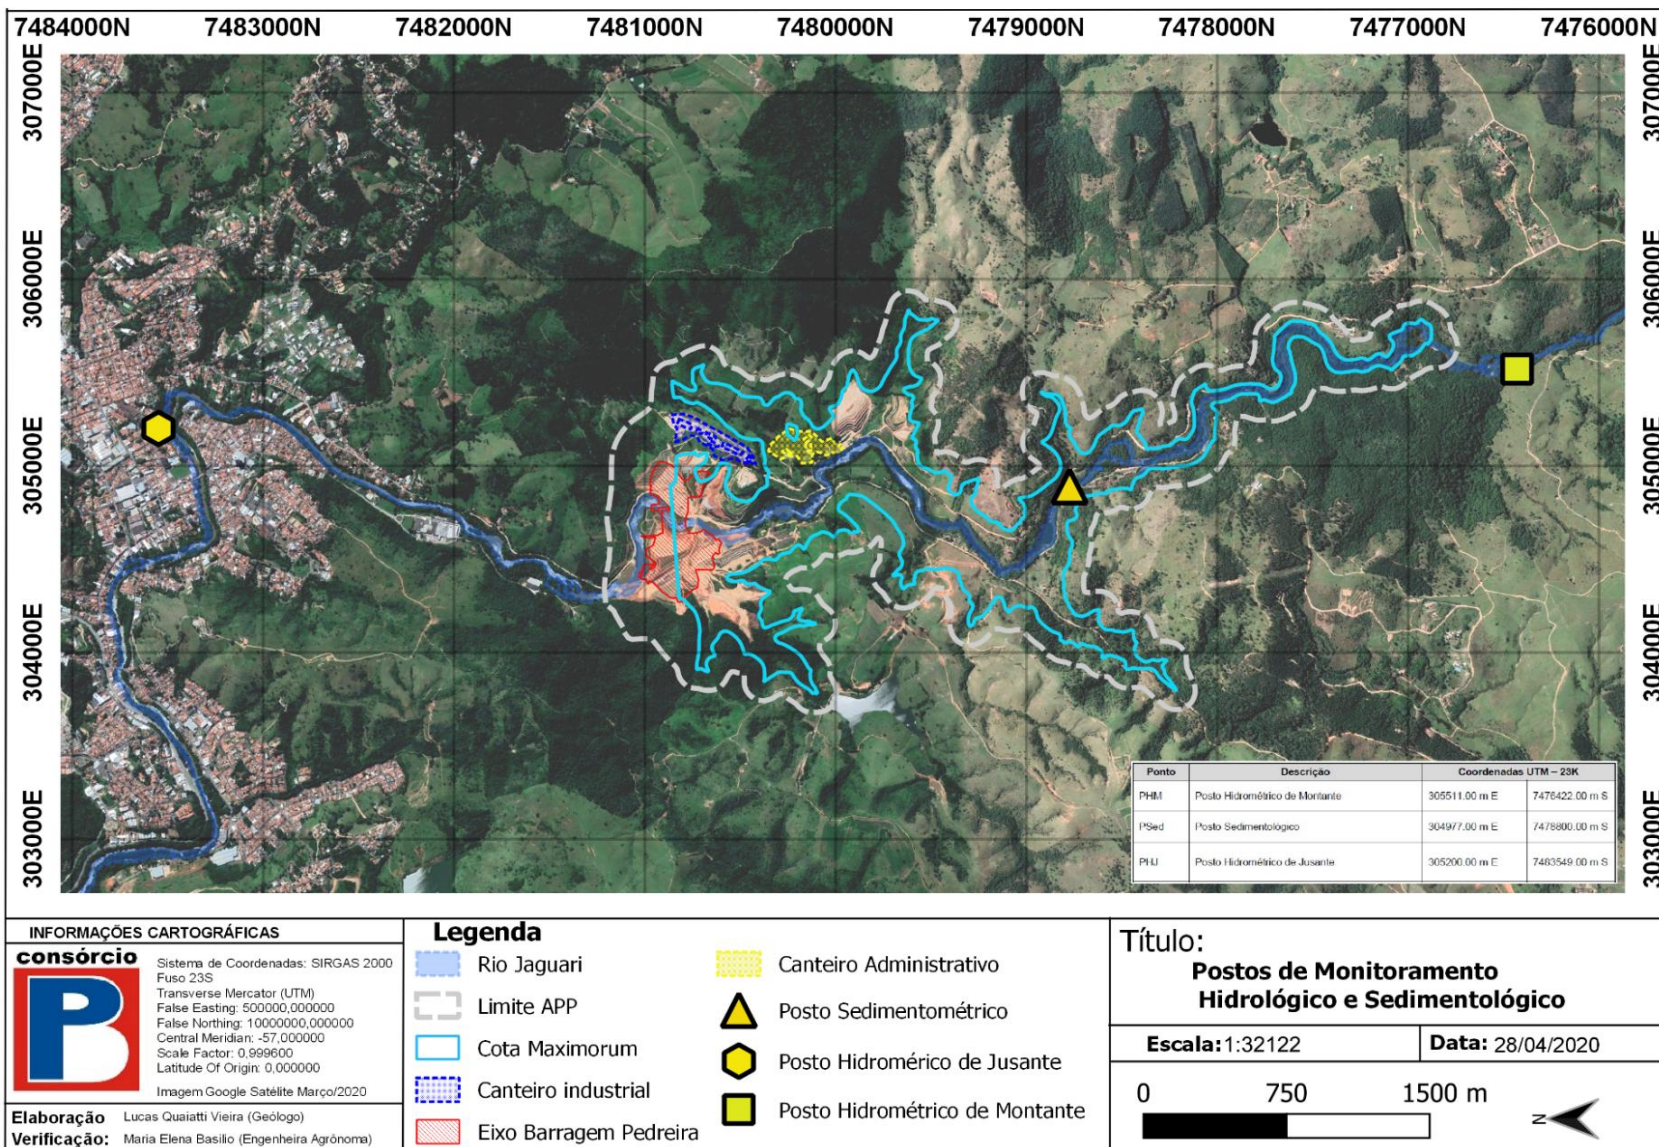 7484000N 7483000N 7482000N 7481000N 7480000N 7479000N 7478000N 7477000N 7476000N
307000E 307000E
306000E 306000E
305000E 305000E
304000E 304000E
303000E 303000E
Ponto Descrição Coordenadas UTM – 23K
PHM Posto Hidrométrico de Montante 305511.00 m E 7476422.00 m S
PSed Posto Sedimentológico 304977.00 m E 7478800.00 m S
PHJ Posto Hidrométrico de Jusante 305200.00 m E 7483549.00 m S
INFORMAÇÕES CARTOGRÁFICAS
consórcio
PB
Sistema de Coordenadas: SIRGAS 2000
Fuso 23S
Transverse Mercator (UTM)
False Easting: 500000,000000
False Northing: 10000000,000000
Central Meridian: -57,000000
Scale Factor: 0,999600
Latitude Of Origin: 0,000000
Imagem Google Satélite Março/2020
Elaboração Lucas Quaiatti Vieira (Geólogo)
Verificação: Maria Elena Basilio (Engenheira Agrônoma)
Legenda
Rio Jaguari
Limite APP
Cota Maximorum
Canteiro industrial
Eixo Barragem Pedreira
Canteiro Administrativo
Posto Sedimentométrico
Posto Hidromérico de Jusante
Posto Hidrométrico de Montante
Título:
Postos de Monitoramento
Hidrológico e Sedimentológico
Escala: 1:32122
Data: 28/04/2020
0 750 1500 m
N